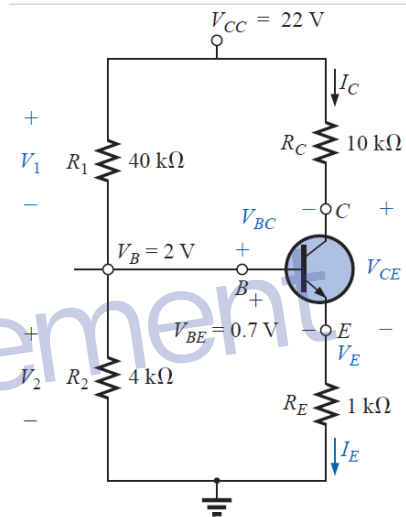 V_CC = 22 V
I_C
+
V_1 R_1 40 kΩ
R_C 10 kΩ
−
V_BC
− C +
V_B = 2 V
+
B
+
V_CE
V_BE = 0.7 V
− E −
V_E
+
V_2 R_2 4 kΩ
−
R_E 1 kΩ
I_E
ement